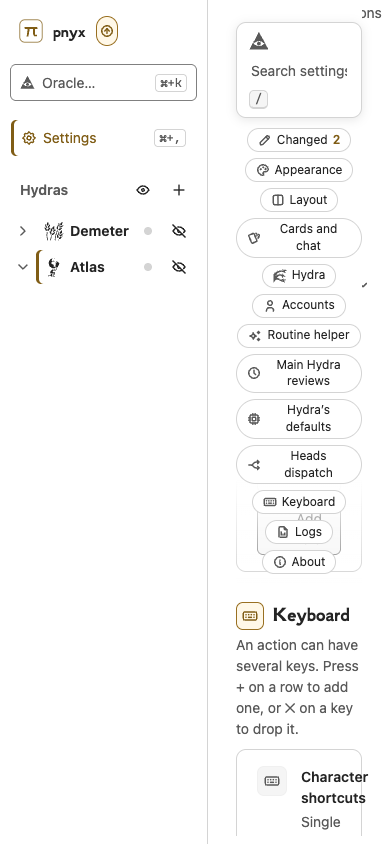 pnyx
Oracle...
⌘+k
Settings
⌘+,
Hydras
Demeter
Atlas
ons
Search settings
/
Changed 2
Appearance
Layout
Cards and
chat
Hydra
Accounts
Routine helper
Main Hydra
reviews
Hydra's
defaults
Heads
dispatch
Keyboard
Add
Logs
About
Keyboard
An action can have
several keys. Press
+ on a row to add
one, or ✕ on a key
to drop it.
Character
shortcuts
Single